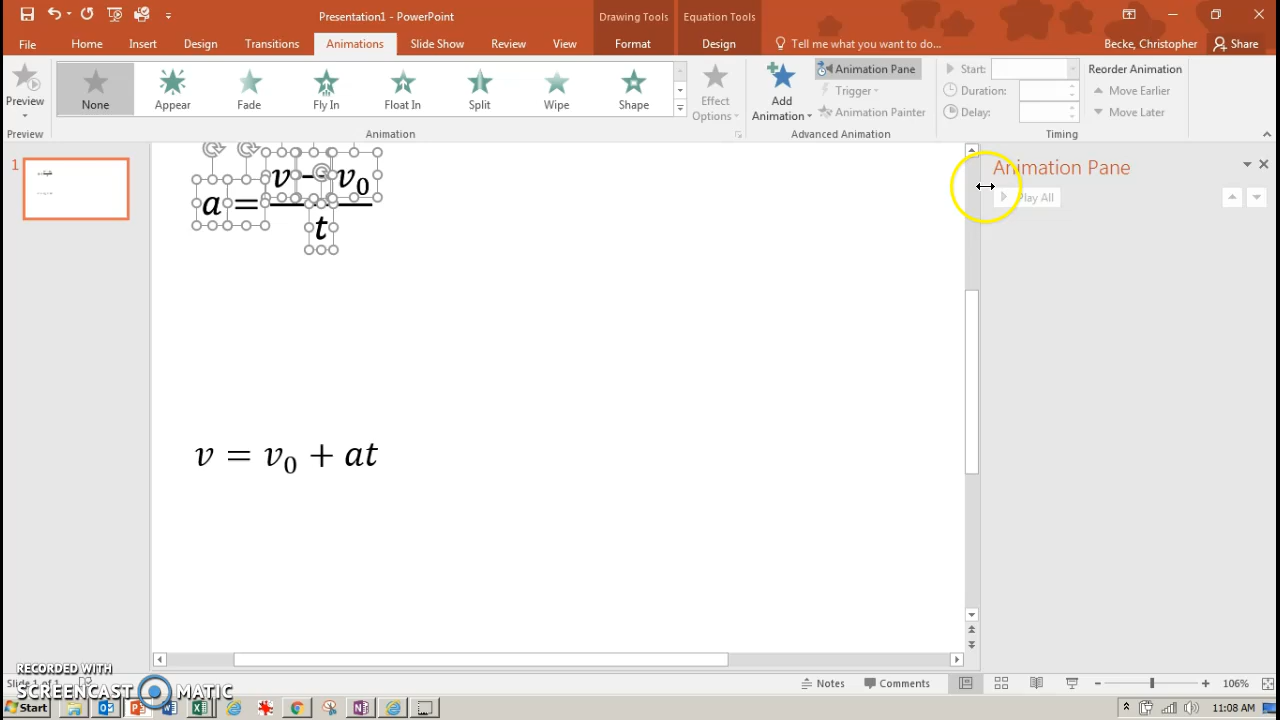 Presentation1 - PowerPoint
Drawing Tools
Equation Tools
File
Home
Insert
Design
Transitions
Animations
Slide Show
Review
View
Format
Design
Tell me what you want to do...
Becke, Christopher
Share
Preview
None
Appear
Fade
Fly In
Float In
Split
Wipe
Shape
Effect
Options
Add
Animation
Animation Pane
Trigger
Animation Painter
Start:
Duration:
Delay:
Reorder Animation
Move Earlier
Move Later
Preview
Animation
Advanced Animation
Timing
1
Animation Pane
Play All
v − v0
a =
t
v = v0 + at
RECORDED WITH
SCREENCAST MATIC
Slide 1 of 1
Notes
Comments
106%
Start
11:08 AM